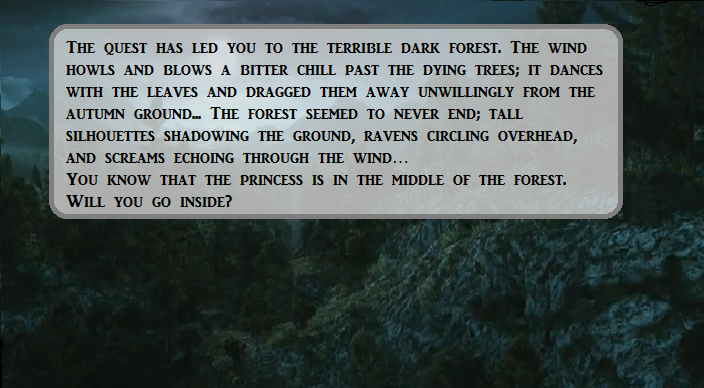 The quest has led you to the terrible dark forest. The wind
howls and blows a bitter chill past the dying trees; it dances
with the leaves and dragged them away unwillingly from the
autumn ground... The forest seemed to never end; tall
silhouettes shadowing the ground, ravens circling overhead,
and screams echoing through the wind...
You know that the princess is in the middle of the forest.
Will you go inside?